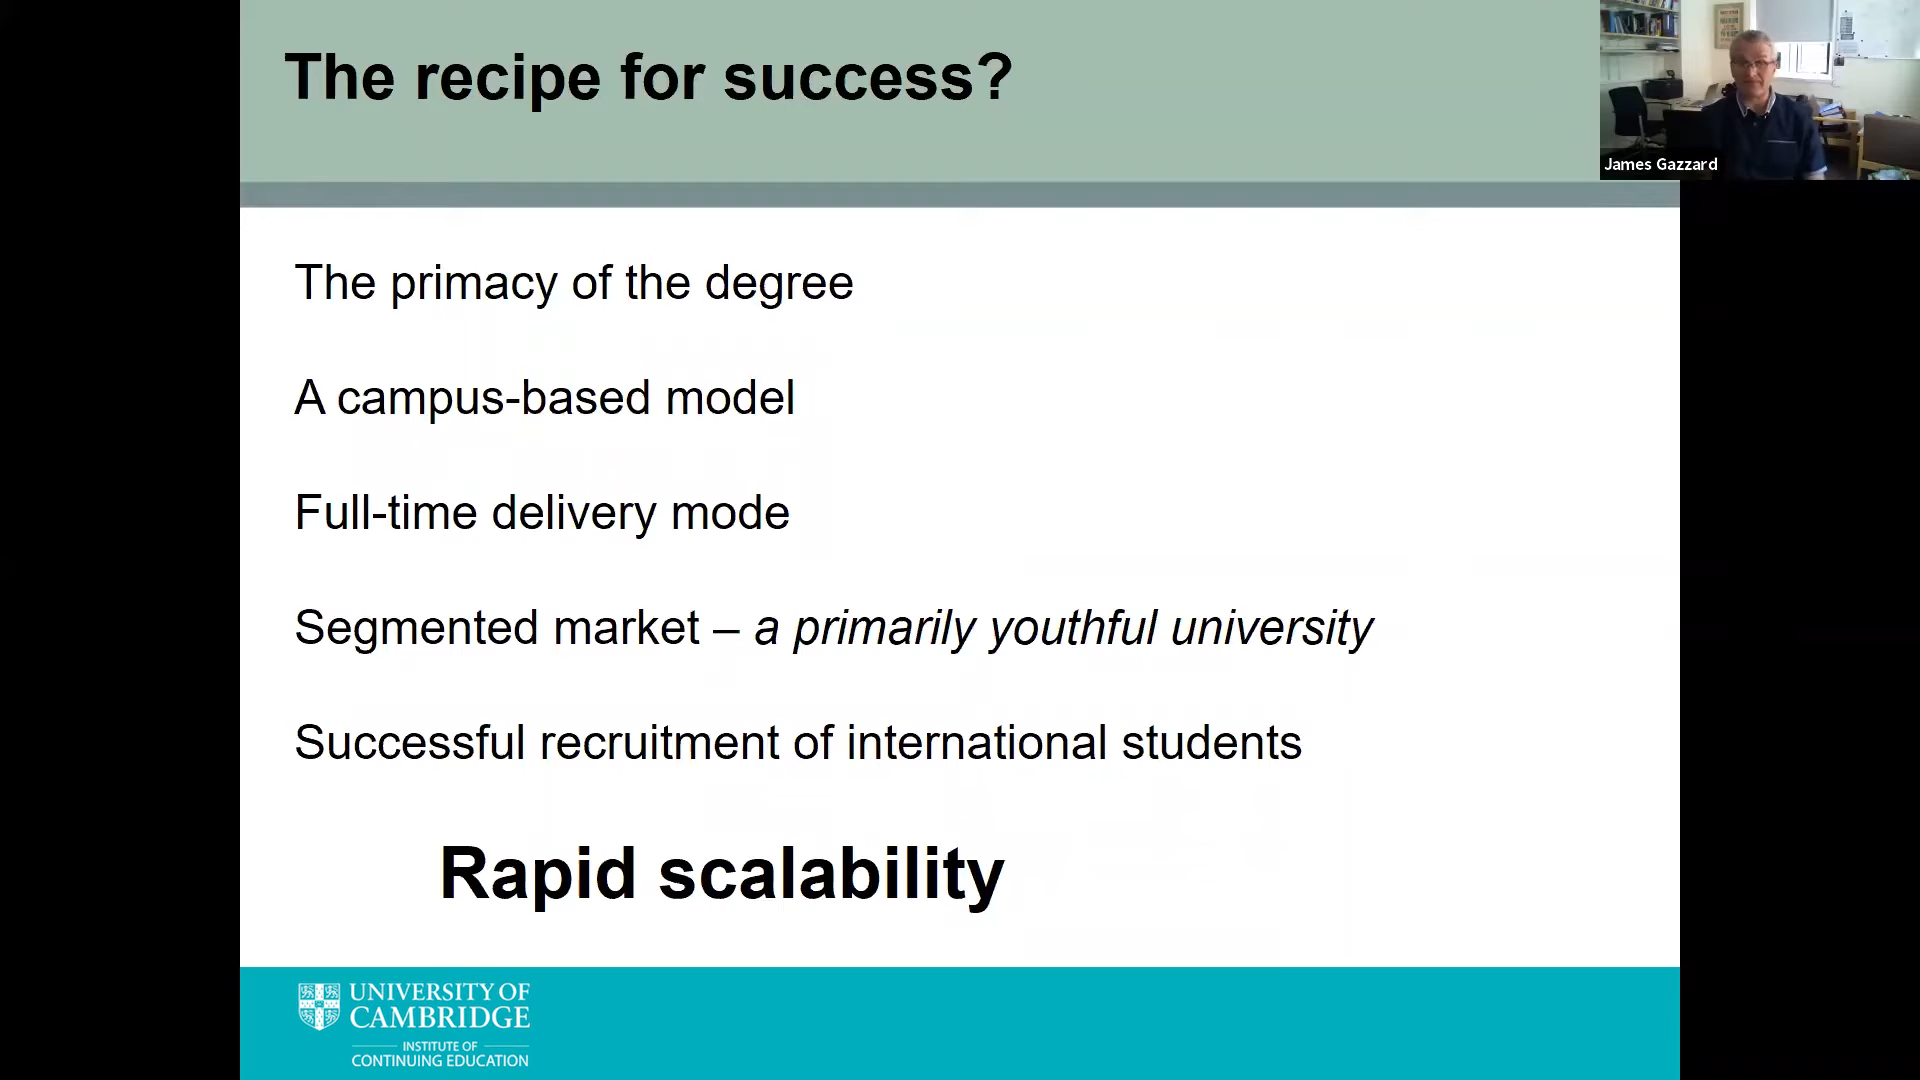 The recipe for success?
James Gazzard
The primacy of the degree
A campus-based model
Full-time delivery mode
Segmented market – a primarily youthful university
Successful recruitment of international students
Rapid scalability
UNIVERSITY OF
CAMBRIDGE
INSTITUTE OF
CONTINUING EDUCATION